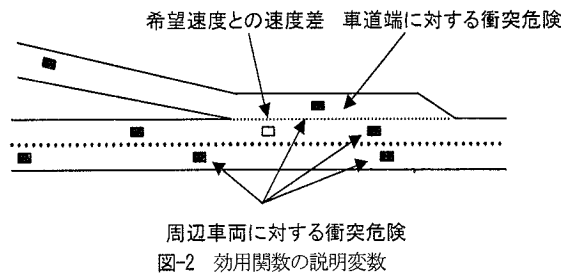 希望速度との速度差 車道端に対する衝突危険
周辺車両に対する衝突危険
図-2 効用関数の説明変数